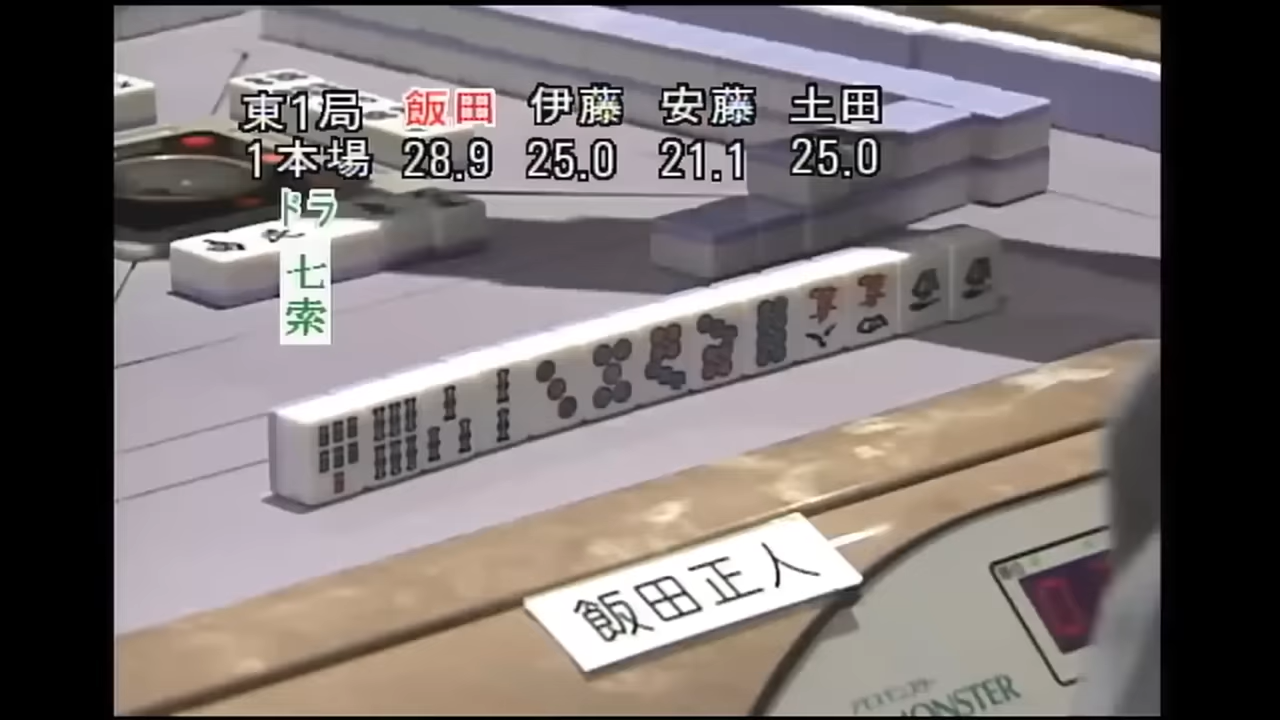 東1局 飯田 伊藤 安藤 土田
1本場 28.9 25.0 21.1 25.0
ドラ
七索
飯田正人
MONSTER